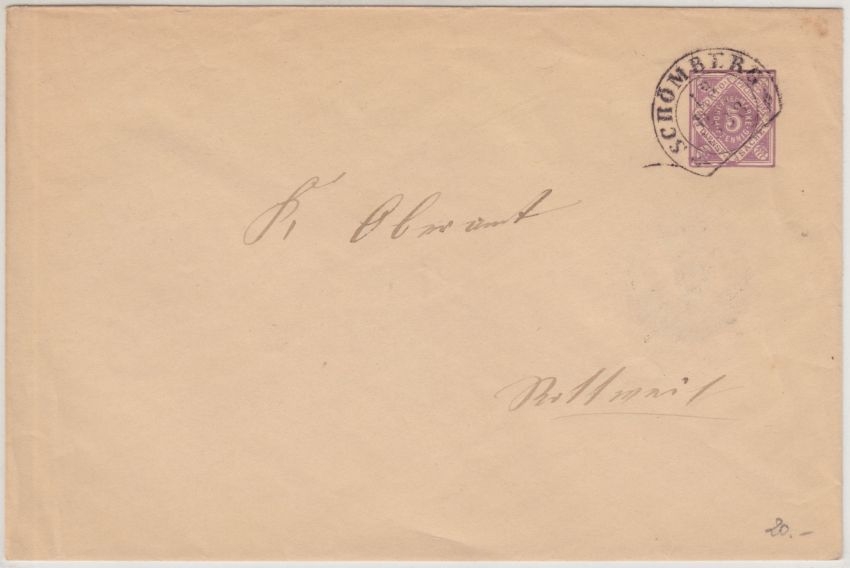 SCHÖMBERG
5
K. Oberamt
Rottweil
20.–